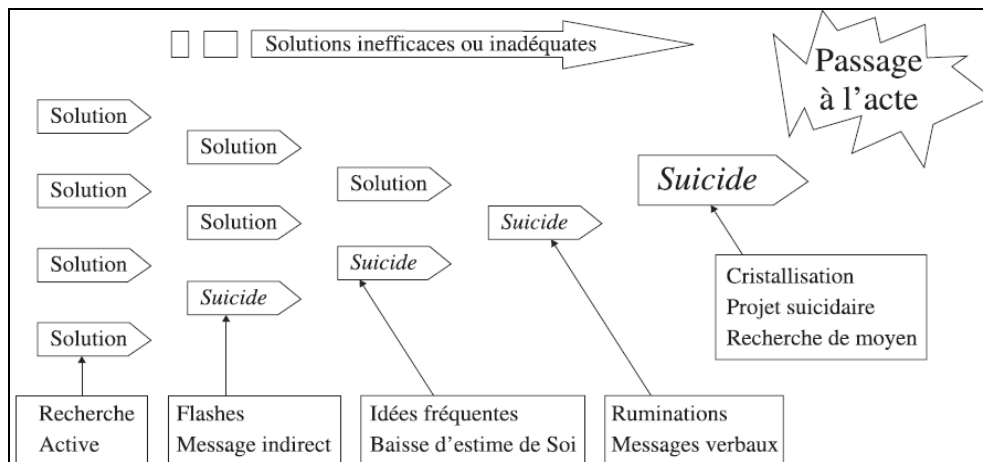 Solutions inefficaces ou inadéquates
Passage
à l'acte
Solution
Solution
Solution
Suicide
Solution
Solution
Suicide
Solution
Suicide
Solution
Suicide
Cristallisation
Projet suicidaire
Recherche de moyen
Solution
Recherche
Active
Flashes
Message indirect
Idées fréquentes
Baisse d'estime de Soi
Ruminations
Messages verbaux